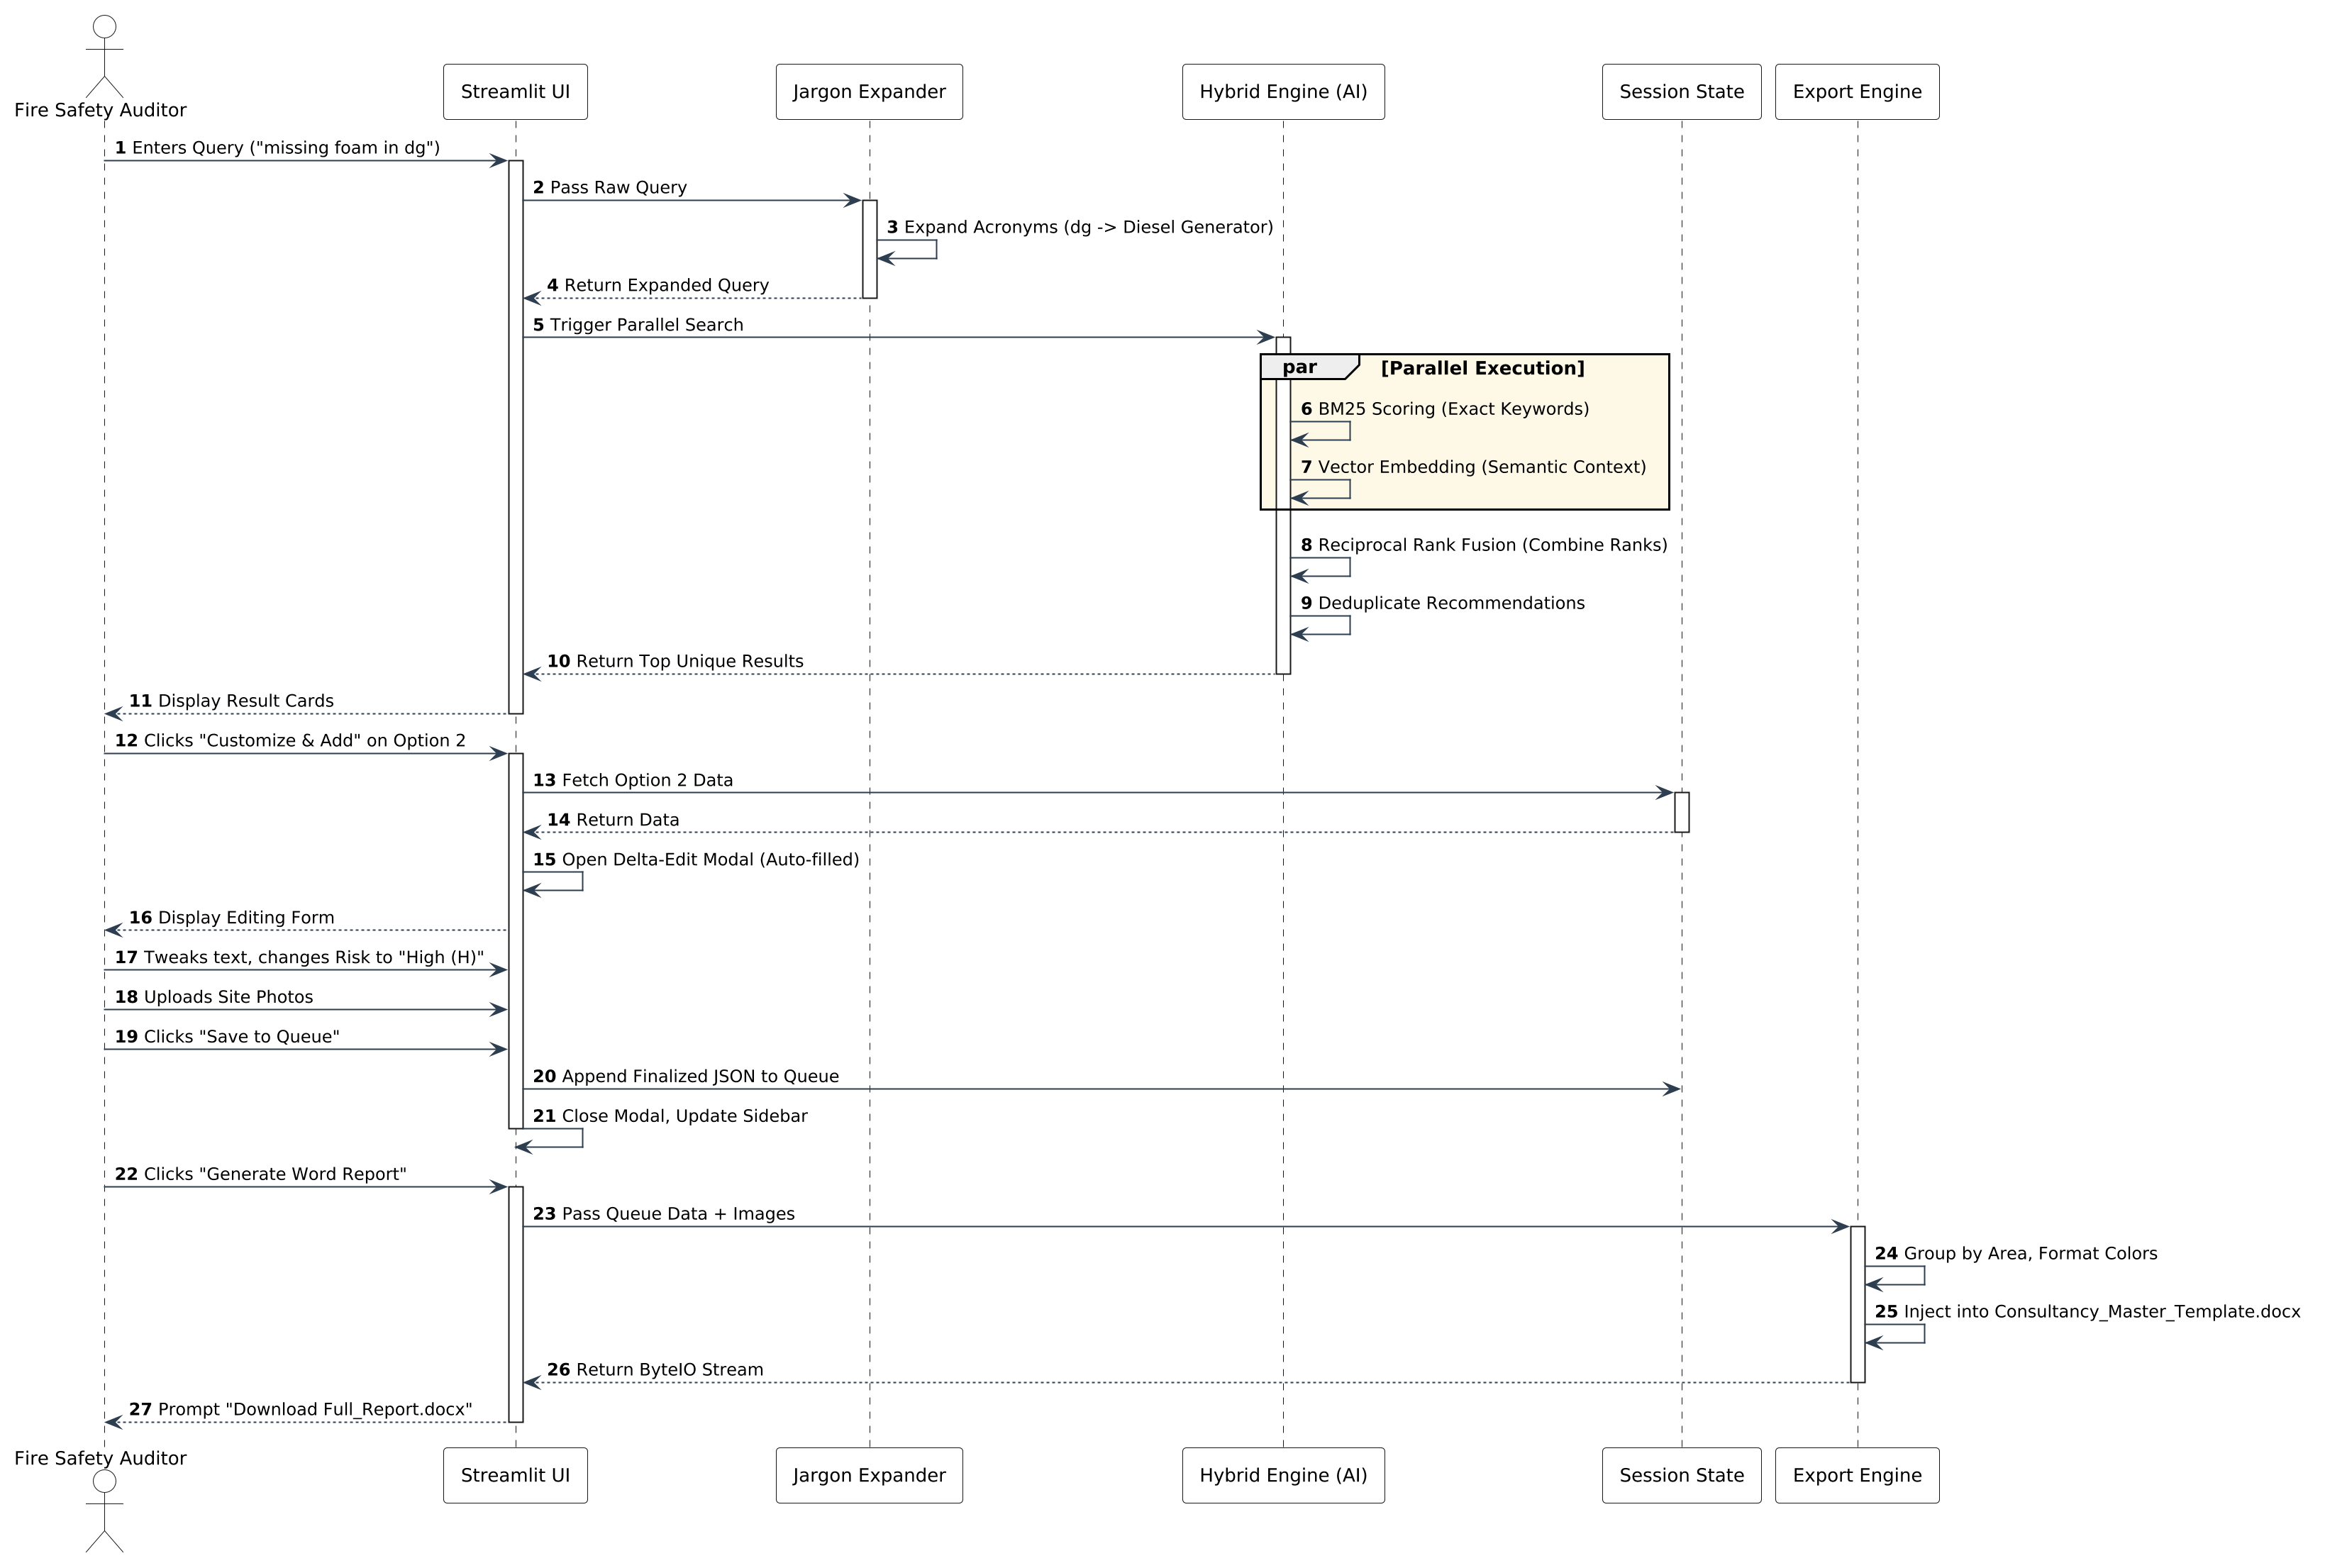 Fire Safety Auditor
Streamlit UI
Jargon Expander
Hybrid Engine (AI)
Session State
Export Engine
1 Enters Query ("missing foam in dg")
2 Pass Raw Query
3 Expand Acronyms (dg -> Diesel Generator)
4 Return Expanded Query
5 Trigger Parallel Search
par [Parallel Execution]
6 BM25 Scoring (Exact Keywords)
7 Vector Embedding (Semantic Context)
8 Reciprocal Rank Fusion (Combine Ranks)
9 Deduplicate Recommendations
10 Return Top Unique Results
11 Display Result Cards
12 Clicks "Customize & Add" on Option 2
13 Fetch Option 2 Data
14 Return Data
15 Open Delta-Edit Modal (Auto-filled)
16 Display Editing Form
17 Tweaks text, changes Risk to "High (H)"
18 Uploads Site Photos
19 Clicks "Save to Queue"
20 Append Finalized JSON to Queue
21 Close Modal, Update Sidebar
22 Clicks "Generate Word Report"
23 Pass Queue Data + Images
24 Group by Area, Format Colors
25 Inject into Consultancy_Master_Template.docx
26 Return ByteIO Stream
27 Prompt "Download Full_Report.docx"
Fire Safety Auditor
Streamlit UI
Jargon Expander
Hybrid Engine (AI)
Session State
Export Engine